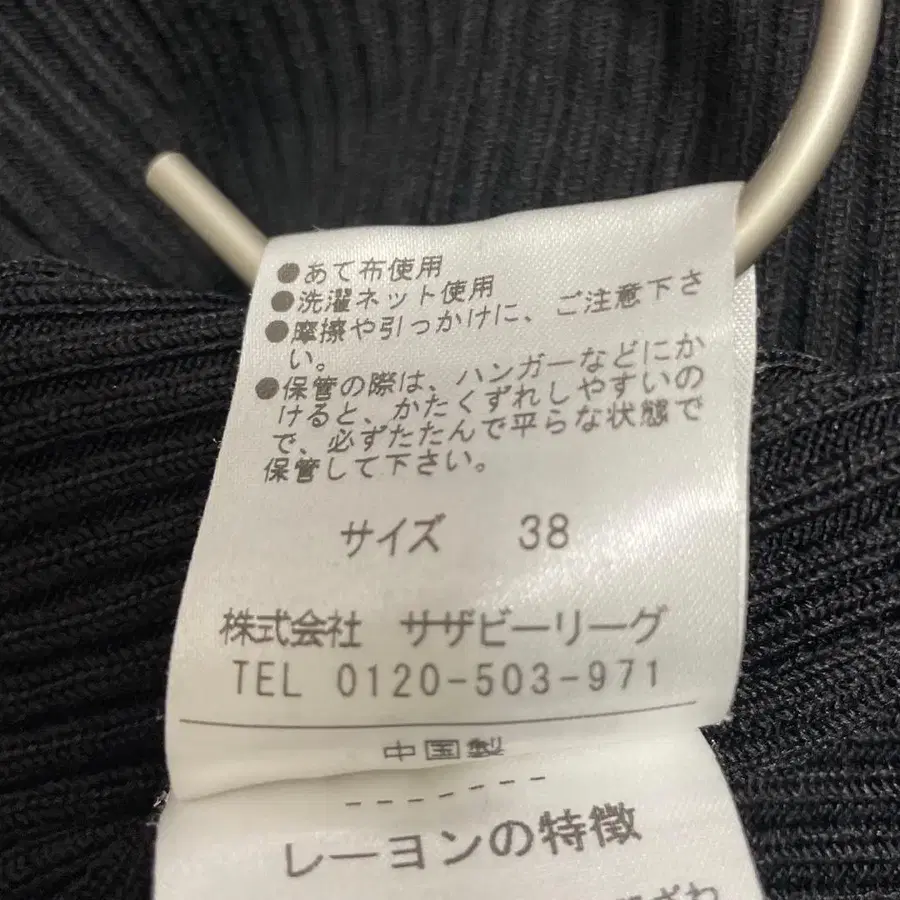 ●あて布使用
●洗濯ネット使用
●摩擦や引っかけに、ご注意下さ
い。
●保管の際は、ハンガーなどにか
けると、かたくずれしやすいの
で、必ずたたんで平らな状態で
保管して下さい。
サイズ 38
株式会社 サザビーリーグ
TEL 0120-503-971
中国製
-------
レーヨンの特徴